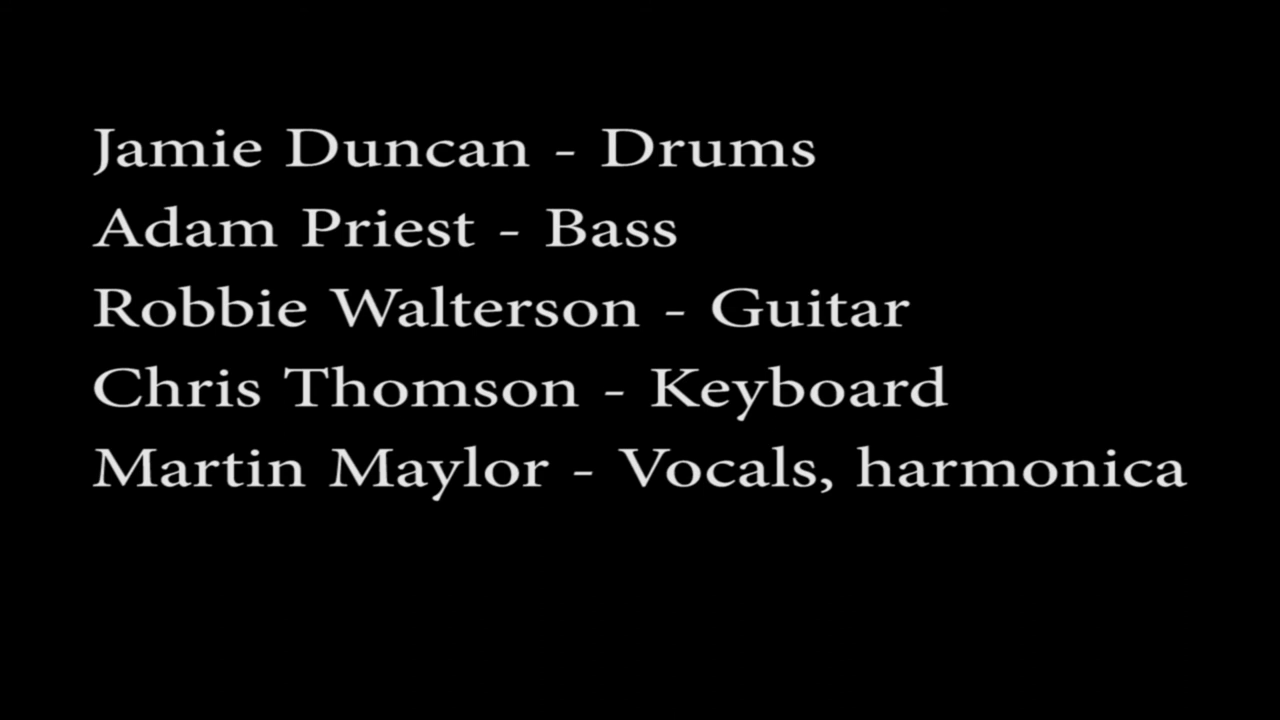 Jamie Duncan - Drums
Adam Priest - Bass
Robbie Walterson - Guitar
Chris Thomson - Keyboard
Martin Maylor - Vocals, harmonica